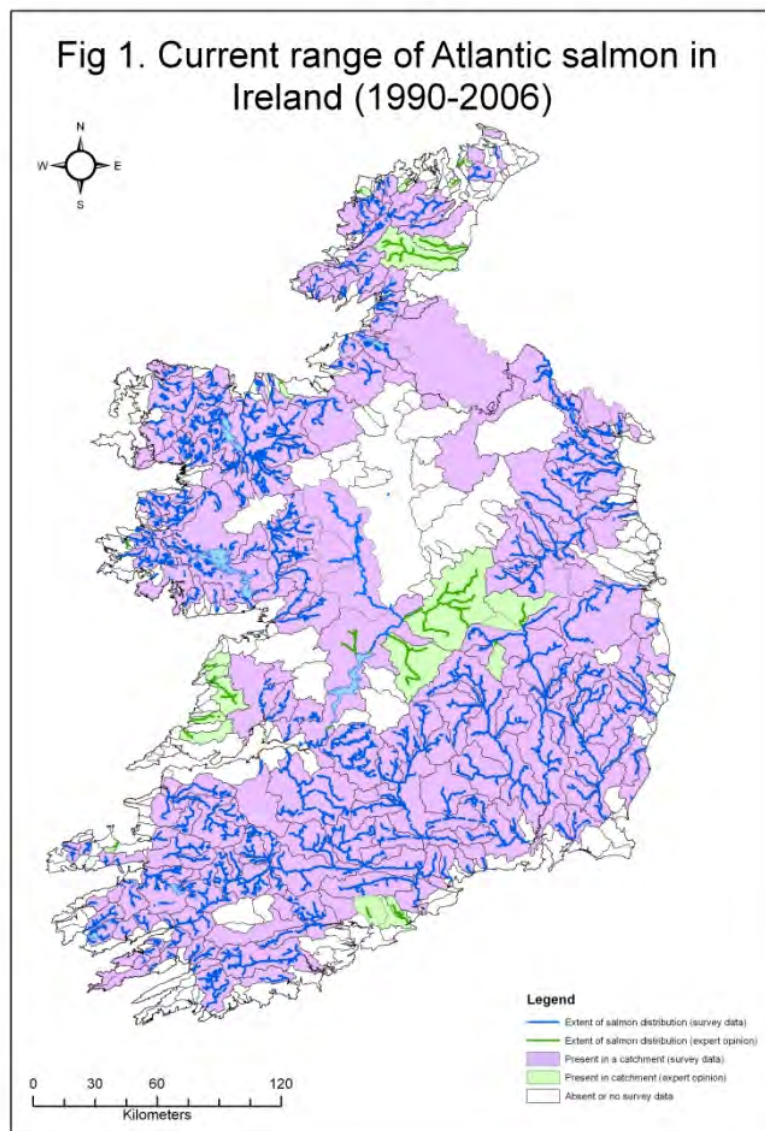 Fig 1. Current range of Atlantic salmon in
Ireland (1990-2006)
N
W E
S
Legend
Extent of salmon distribution (survey data)
Extent of salmon distribution (expert opinion)
Present in a catchment (survey data)
Present in catchment (expert opinion)
Absent or no survey data
0 30 60 120
Kilometers